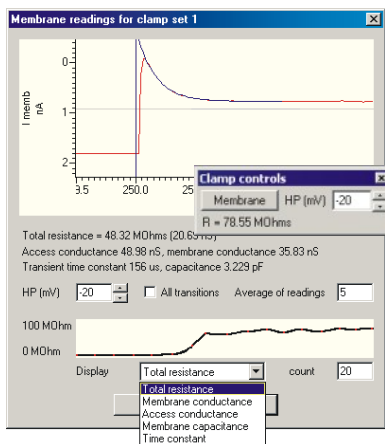 Membrane readings for clamp set 1
I memb
nA
0-
1-
2-
3.5 250.0 25
Clamp controls
Membrane HP (mV) -20
R = 78.55 MOhms
Total resistance = 48.32 MOhms (20.69 nS)
Access conductance 48.98 nS, membrane conductance 35.83 nS
Transient time constant 156 us, capacitance 3.229 pF
HP (mV) -20 All transitions Average of readings 5
100 MOhm
0 MOhm
Display Total resistance count 20
Total resistance
Membrane conductance
Access conductance
Membrane capacitance
Time constant